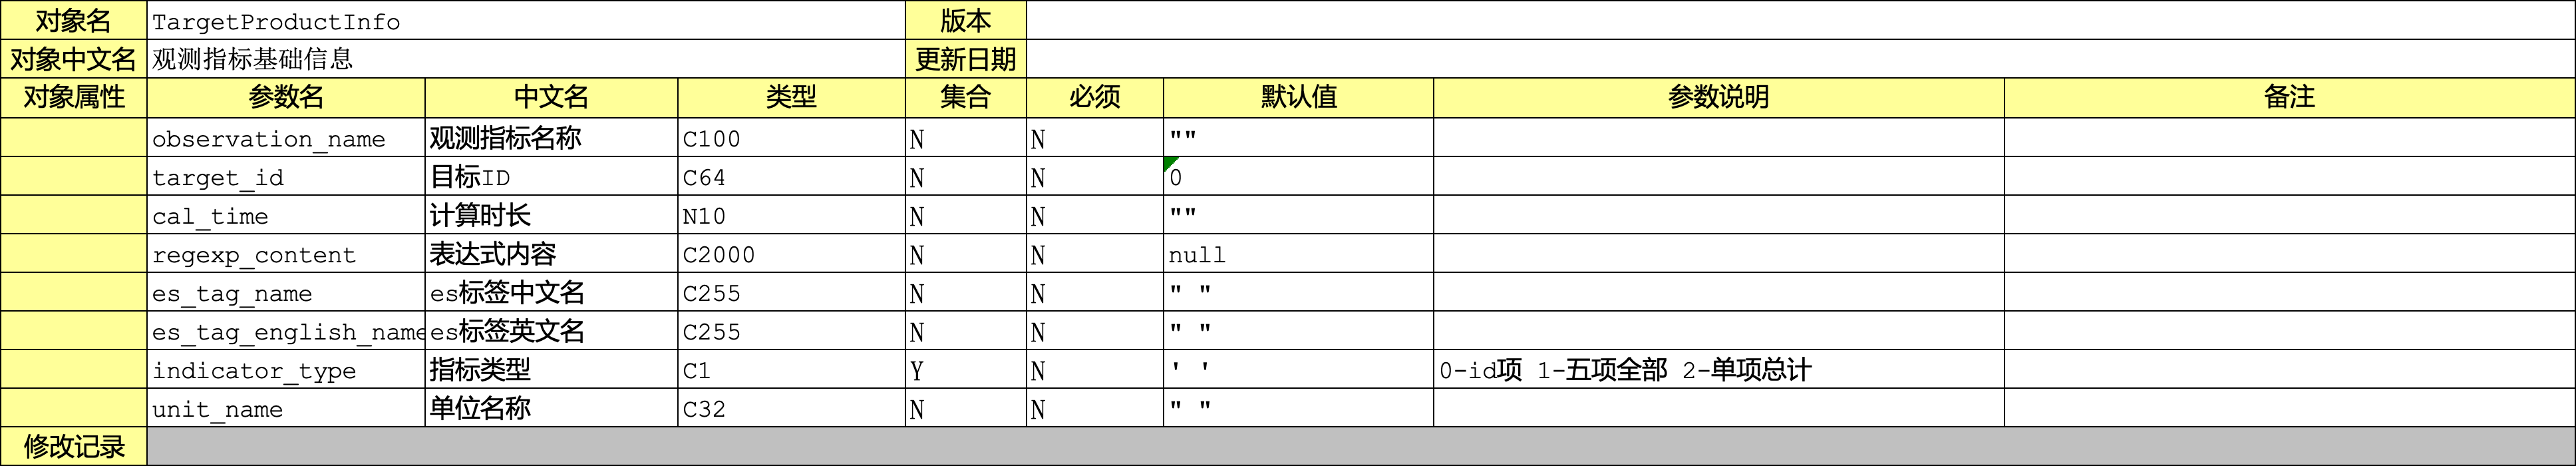 对象名 TargetProductInfo 版本
对象中文名 观测指标基础信息 更新日期
对象属性 参数名 中文名 类型 集合 必须 默认值 参数说明 备注
observation_name 观测指标名称 C100 N N ""
target_id 目标ID C64 N N 0
cal_time 计算时长 N10 N N ""
regexp_content 表达式内容 C2000 N N null
es_tag_name es标签中文名 C255 N N " "
es_tag_english_name es标签英文名 C255 N N " "
indicator_type 指标类型 C1 Y N ' ' 0-id项 1-五项全部 2-单项总计
unit_name 单位名称 C32 N N " "
修改记录